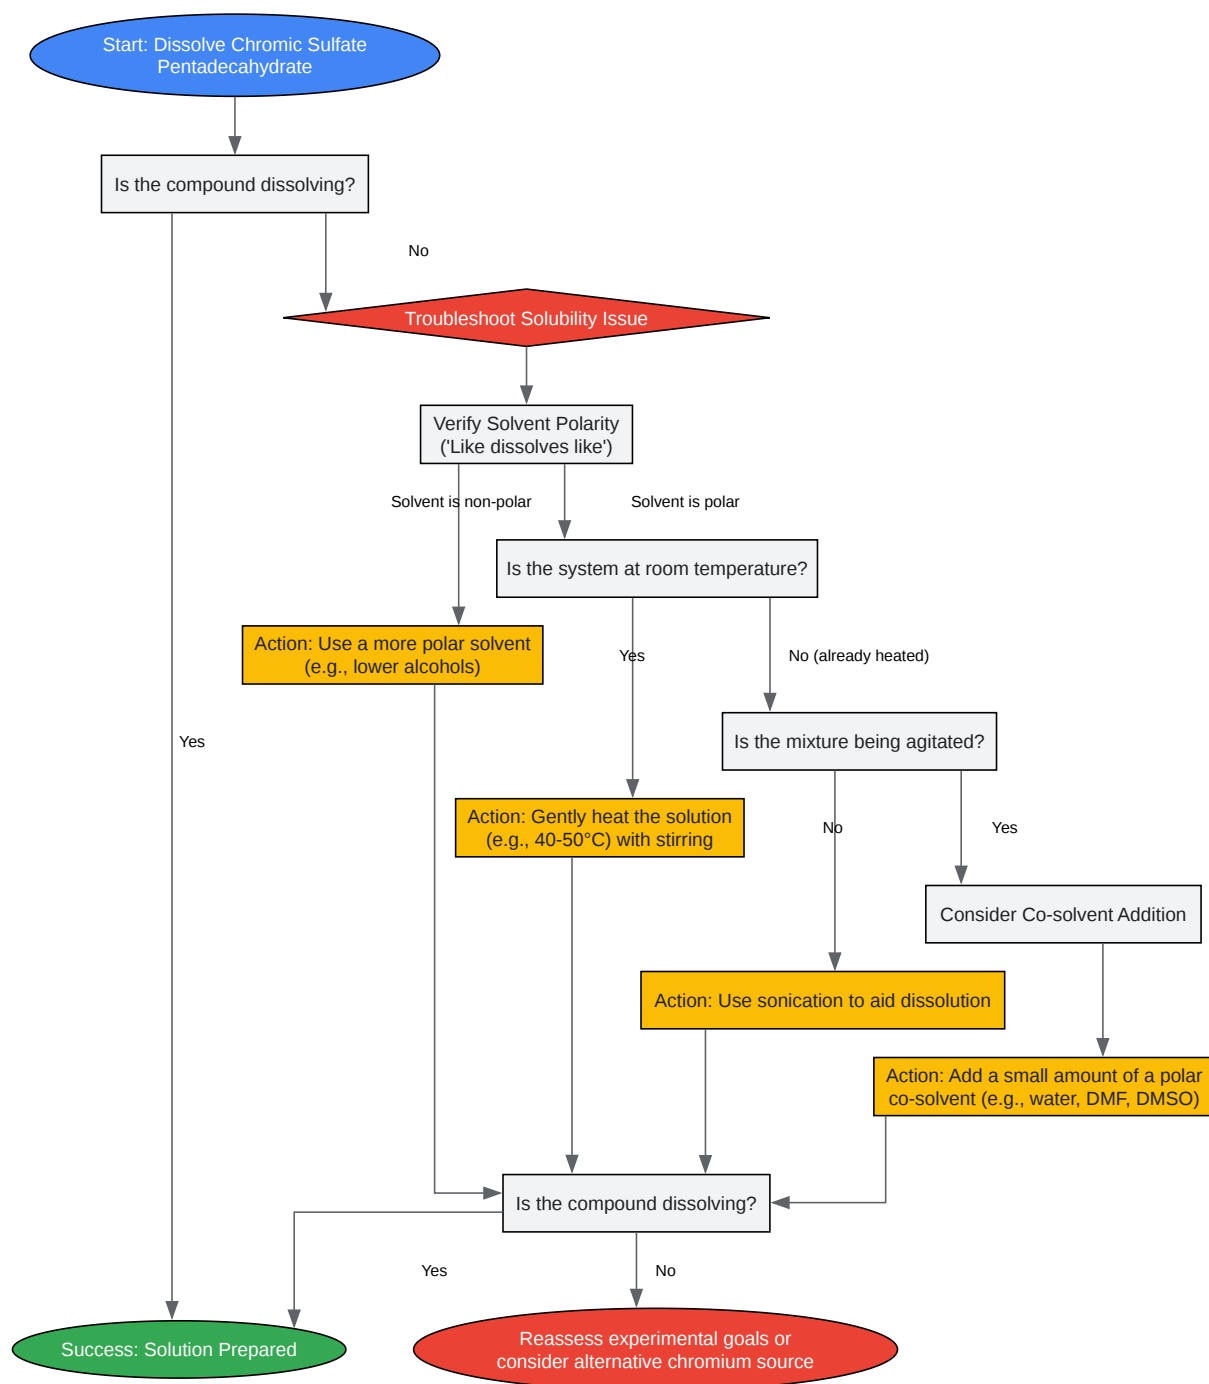 Start: Dissolve Chromic Sulfate
Pentadecahydrate
Is the compound dissolving?
No
Troubleshoot Solubility Issue
Verify Solvent Polarity
('Like dissolves like')
Solvent is non-polar
Solvent is polar
Is the system at room temperature?
Action: Use a more polar solvent
(e.g., lower alcohols)
Yes
No (already heated)
Is the mixture being agitated?
Yes
Action: Gently heat the solution
(e.g., 40-50°C) with stirring
No
Yes
Consider Co-solvent Addition
Action: Use sonication to aid dissolution
Action: Add a small amount of a polar
co-solvent (e.g., water, DMF, DMSO)
Is the compound dissolving?
Yes
No
Success: Solution Prepared
Reassess experimental goals or
consider alternative chromium source